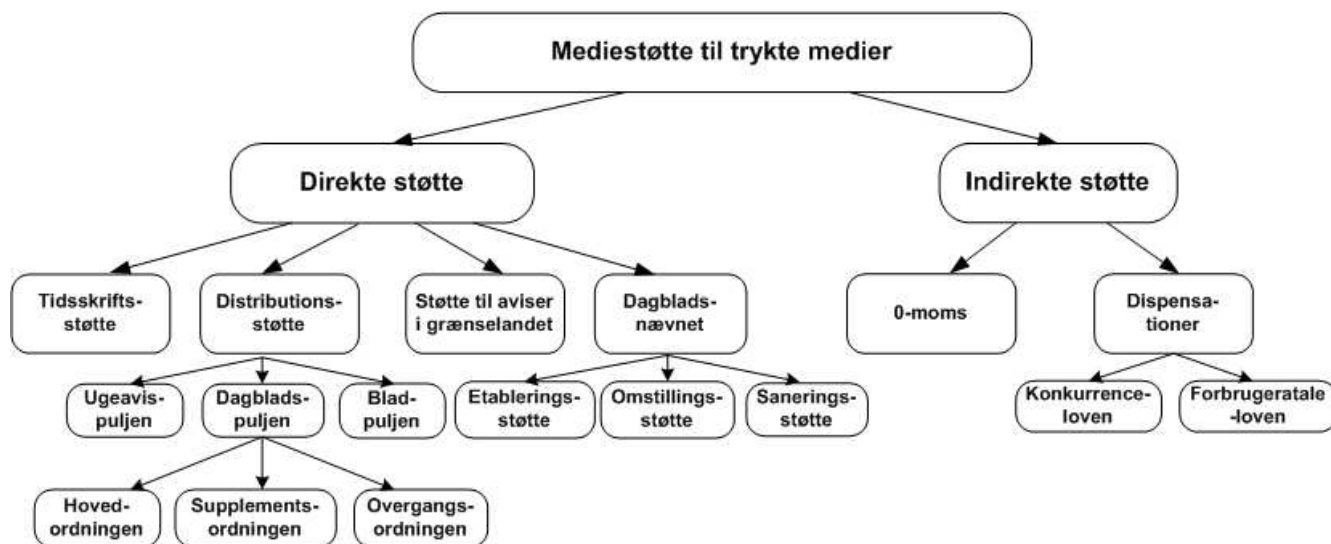 Mediestøtte til trykte medier
Direkte støtte
Indirekte støtte
Tidsskrifts-
støtte
Distributions-
støtte
Støtte til aviser
i grænselandet
Dagblads-
nævnet
0-moms
Dispensa-
tioner
Ugeavis-
puljen
Dagblads-
puljen
Blad-
puljen
Etablerings-
støtte
Omstillings-
støtte
Sanerings-
støtte
Konkurrence-
loven
Forbrugeratale
-loven
Hoved-
ordningen
Supplements-
ordningen
Overgangs-
ordningen